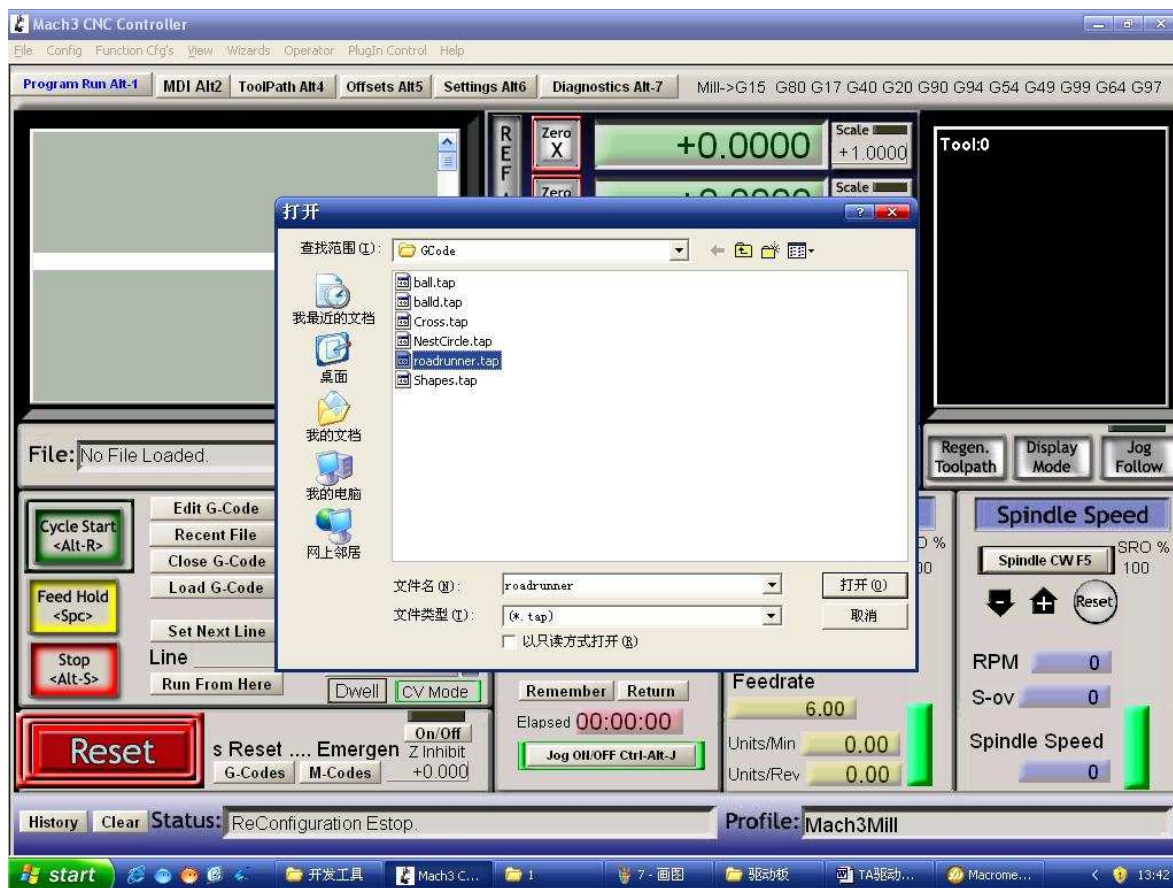 Mach3 CNC Controller
File Config Function Cfg's View Wizards Operator PlugIn Control Help
Program Run Alt-1 MDI Alt2 ToolPath Alt4 Offsets Alt5 Settings Alt6 Diagnostics Alt-7 Mill->G15 G80 G17 G40 G20 G90 G94 G54 G49 G99 G64 G97
REF
Zero X
+0.0000
Scale
+1.0000
Tool:0
Zero
Scale
打开
查找范围(I):
GCode
我最近的文档
桌面
我的文档
我的电脑
网上邻居
ball.tap
balld.tap
Cross.tap
NestCircle.tap
roadrunner.tap
Shapes.tap
文件名(N):
roadrunner
打开(O)
文件类型(T):
(*.tap)
取消
以只读方式打开(R)
File: No File Loaded.
Regen. Toolpath
Display Mode
Jog Follow
Cycle Start <Alt-R>
Feed Hold <Spc>
Stop <Alt-S>
Edit G-Code
Recent File
Close G-Code
Load G-Code
Set Next Line
Line
Run From Here
Dwell
CV Mode
Remember Return
Elapsed 00:00:00
Jog ON/OFF Ctrl-Alt-J
Feedrate
6.00
Units/Min 0.00
Units/Rev 0.00
Spindle Speed
Spindle CW F5
SRO %
100
Reset
RPM 0
S-ov 0
Spindle Speed
0
Reset
s Reset .... Emergen
G-Codes M-Codes
On/Off
Z Inhibit
+0.000
History Clear Status: ReConfiguration Estop.
Profile: Mach3Mill
start
开发工具
Mach3 C...
1
7 - 画图
驱动板
TA驱动...
Macrome...
13:42